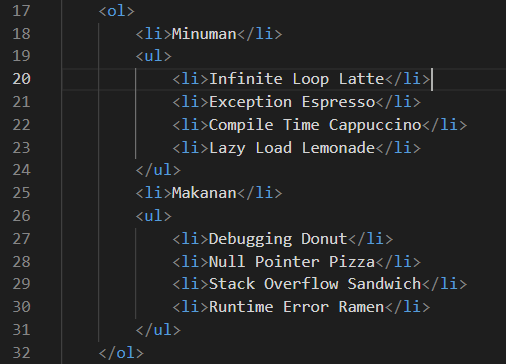 17 <ol>
18 <li>Minuman</li>
19 <ul>
20 <li>Infinite Loop Latte</li>
21 <li>Exception Espresso</li>
22 <li>Compile Time Cappuccino</li>
23 <li>Lazy Load Lemonade</li>
24 </ul>
25 <li>Makanan</li>
26 <ul>
27 <li>Debugging Donut</li>
28 <li>Null Pointer Pizza</li>
29 <li>Stack Overflow Sandwich</li>
30 <li>Runtime Error Ramen</li>
31 </ul>
32 </ol>